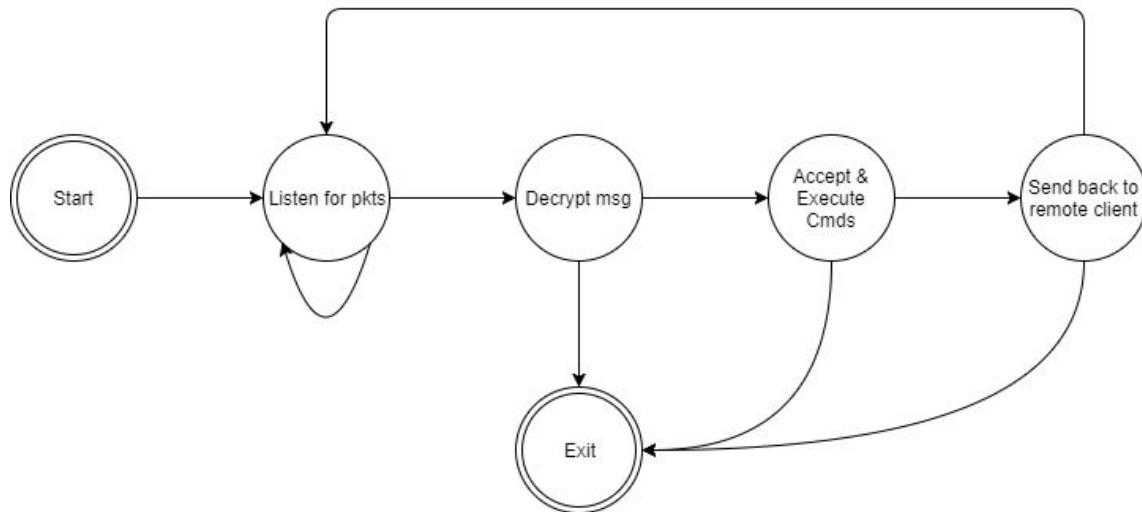 Start
Listen for pkts
Decrypt msg
Accept &
Execute
Cmds
Send back to
remote client
Exit